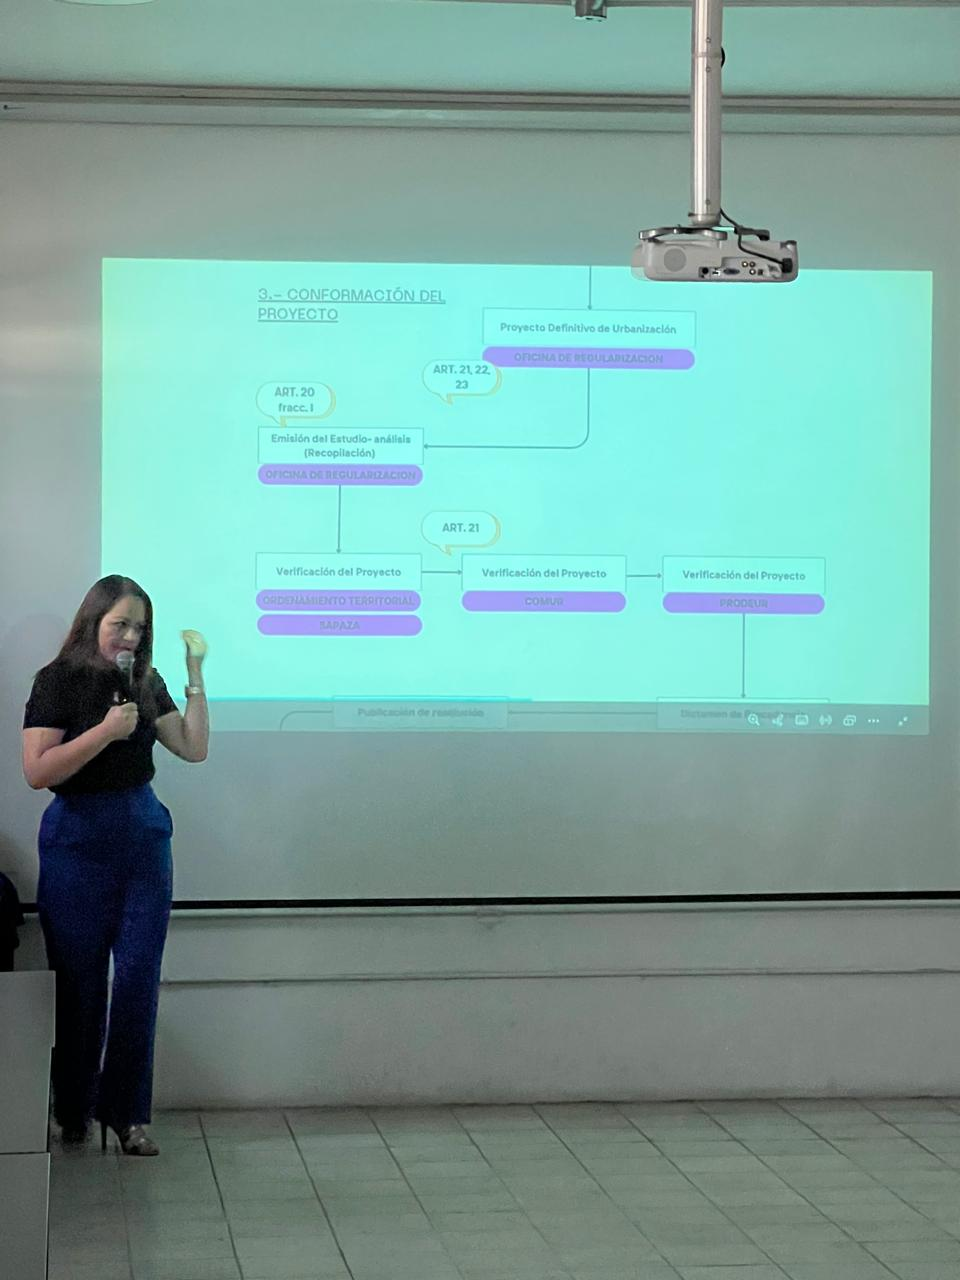 3.- CONFORMACIÓN DEL
PROYECTO
Proyecto Definitivo de Urbanización
OFICINA DE REGULARIZACION
ART. 21, 22,
23
ART. 20
fracc. I
Emisión del Estudio- análisis
(Recopilación)
OFICINA DE REGULARIZACION
ART. 21
Verificación del Proyecto
ORDENAMIENTO TERRITORIAL
SAPAZA
Verificación del Proyecto
COMUR
Verificación del Proyecto
PRODEUR
Publicación de resolución
Dictamen de